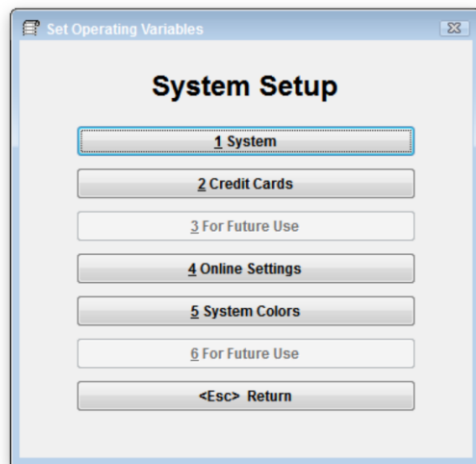 Set Operating Variables
System Setup
1 System
2 Credit Cards
3 For Future Use
4 Online Settings
5 System Colors
6 For Future Use
<Esc> Return